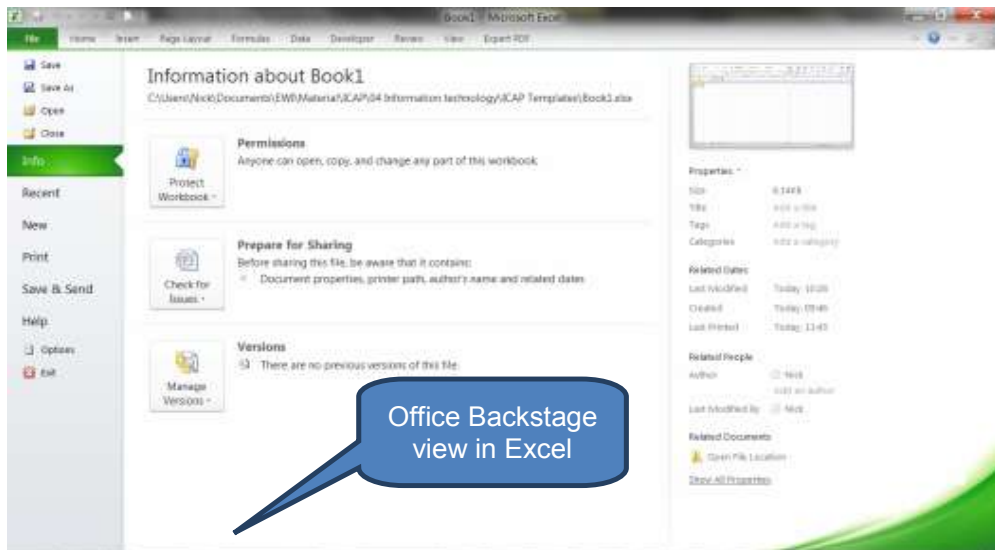 Book1 - Microsoft Excel
File Home Insert Page Layout Formulas Data Developer Review View Expert PDF
Save
Save As
Open
Close
Info
Recent
New
Print
Save & Send
Help
Options
Exit
Information about Book1
C:\Users\Nick\Documents\EWI\Material\ICAP\04 Information technology\ICAP Templates\Book1.xlsx
Protect
Workbook
Permissions
Anyone can open, copy, and change any part of this workbook.
Check for
Issues
Prepare for Sharing
Before sharing this file, be aware that it contains:
Document properties, printer path, author's name and related dates
Manage
Versions
Versions
There are no previous versions of this file.
Office Backstage
view in Excel
Properties
Size
Title Add a title
Tags Add a tag
Categories Add a category
Related Dates
Last Modified Today,
Created Today,
Last Printed Today,
Related People
Author Nick
Add an author
Last Modified By Nick
Related Documents
Open File Location
Show All Properties